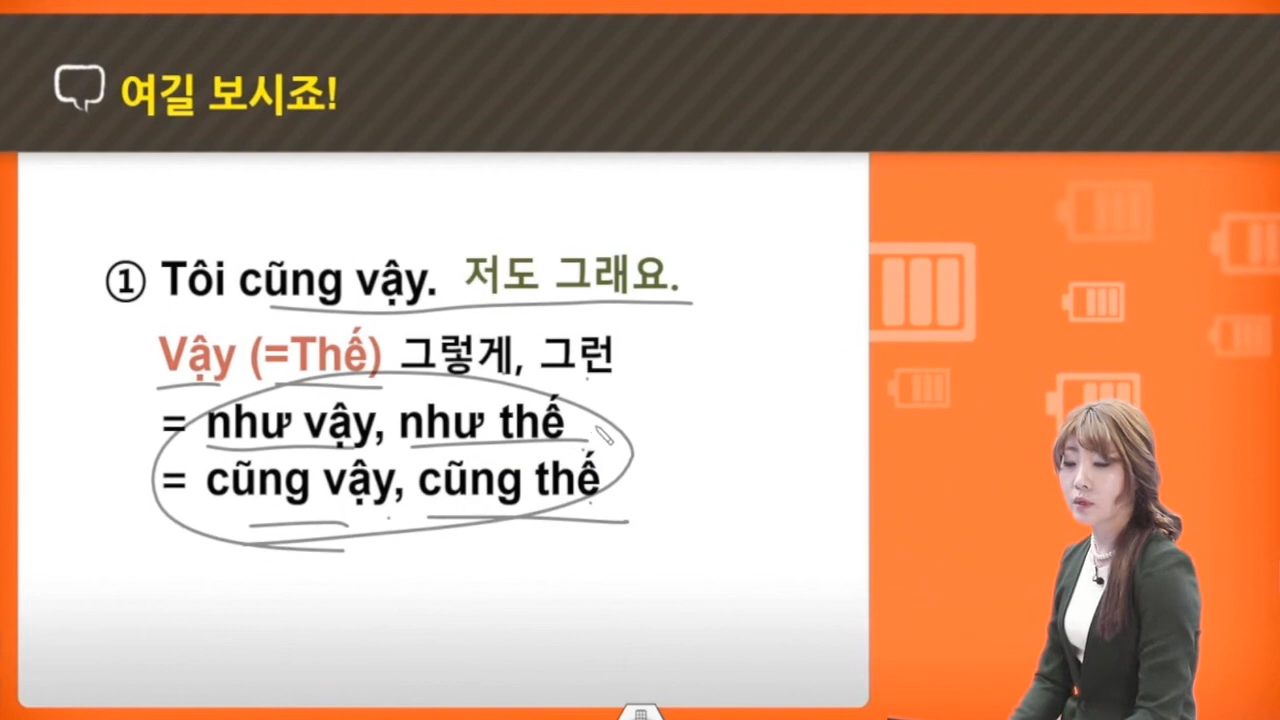 여길 보시죠!
① Tôi cũng vậy. 저도 그래요.
Vậy (=Thế) 그렇게, 그런
= như vậy, như thế
= cũng vậy, cũng thế